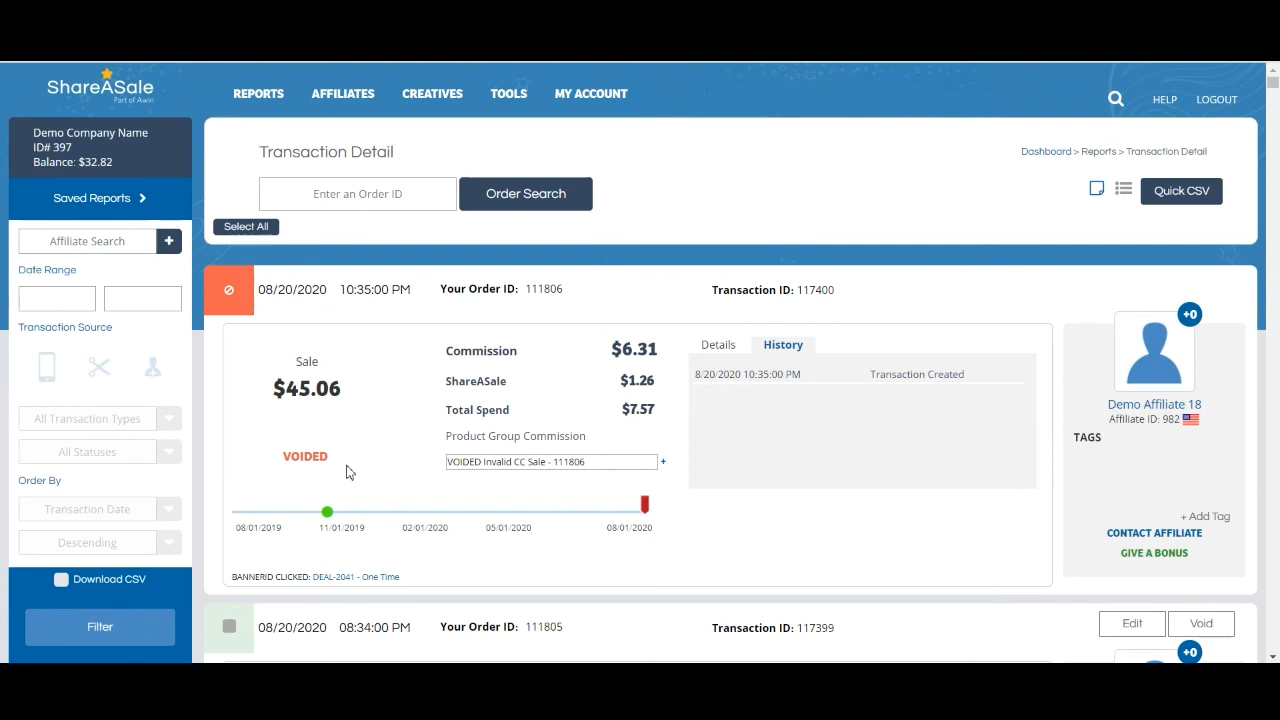 ShareASale
Part of Awin
REPORTS AFFILIATES CREATIVES TOOLS MY ACCOUNT
HELP LOGOUT
Demo Company Name
ID# 397
Balance: $32.82
Saved Reports
Affiliate Search +
Date Range
Transaction Source
All Transaction Types
All Statuses
Order By
Transaction Date
Descending
Download CSV
Filter
Transaction Detail
Dashboard > Reports > Transaction Detail
Enter an Order ID Order Search
Quick CSV
Select All
08/20/2020 10:35:00 PM Your Order ID: 111806 Transaction ID: 117400
Sale
$45.06
VOIDED
Commission $6.31
ShareASale $1.26
Total Spend $7.57
Product Group Commission
VOIDED Invalid CC Sale - 111806 +
08/01/2019 11/01/2019 02/01/2020 05/01/2020 08/01/2020
BANNERID CLICKED: DEAL-2041 - One Time
Details History
8/20/2020 10:35:00 PM Transaction Created
+0
Demo Affiliate 18
Affiliate ID: 982
TAGS
+ Add Tag
CONTACT AFFILIATE
GIVE A BONUS
08/20/2020 08:34:00 PM Your Order ID: 111805 Transaction ID: 117399
Edit Void
+0